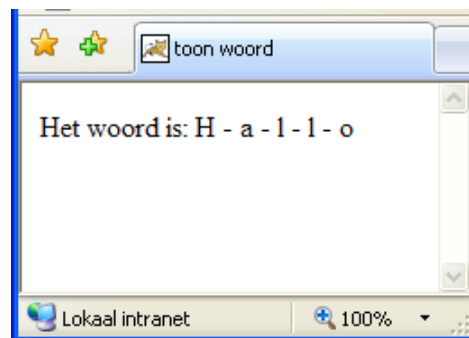 toon woord
Het woord is: H - a - l - l - o
Lokaal intranet
100%